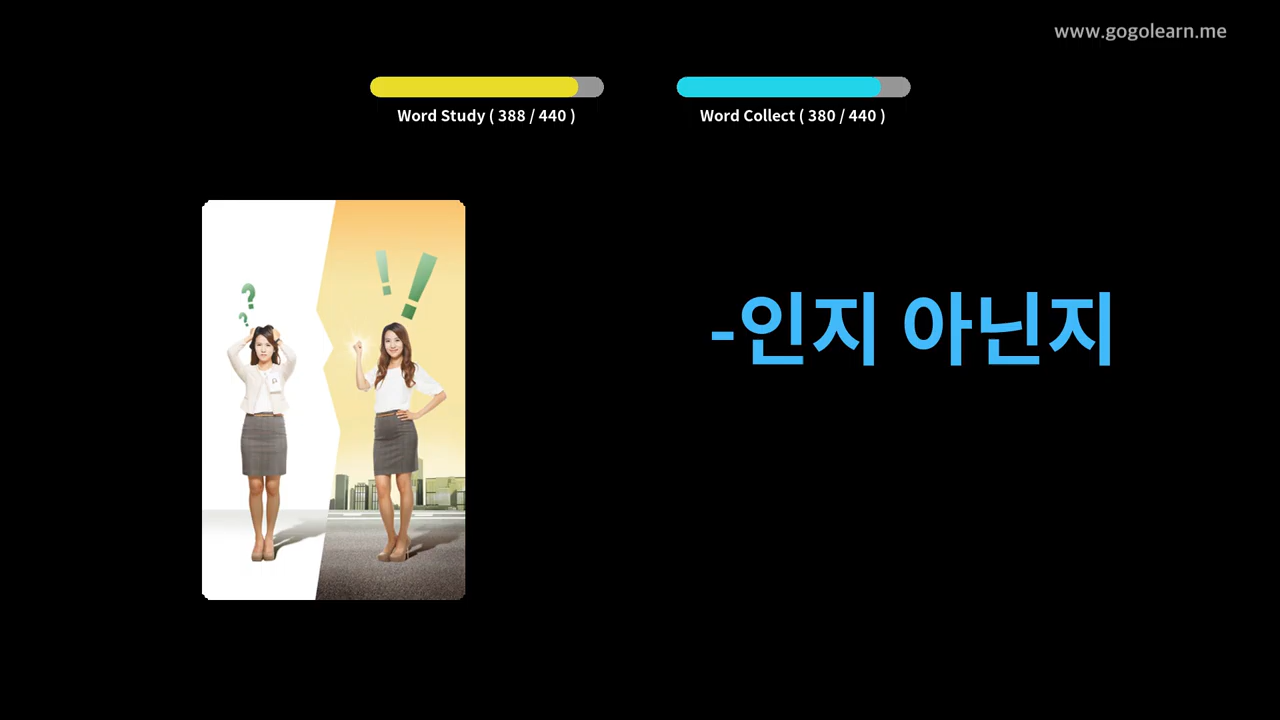 www.gogolearn.me
Word Study ( 388 / 440 )
Word Collect ( 380 / 440 )
? ?
! !
-인지 아닌지